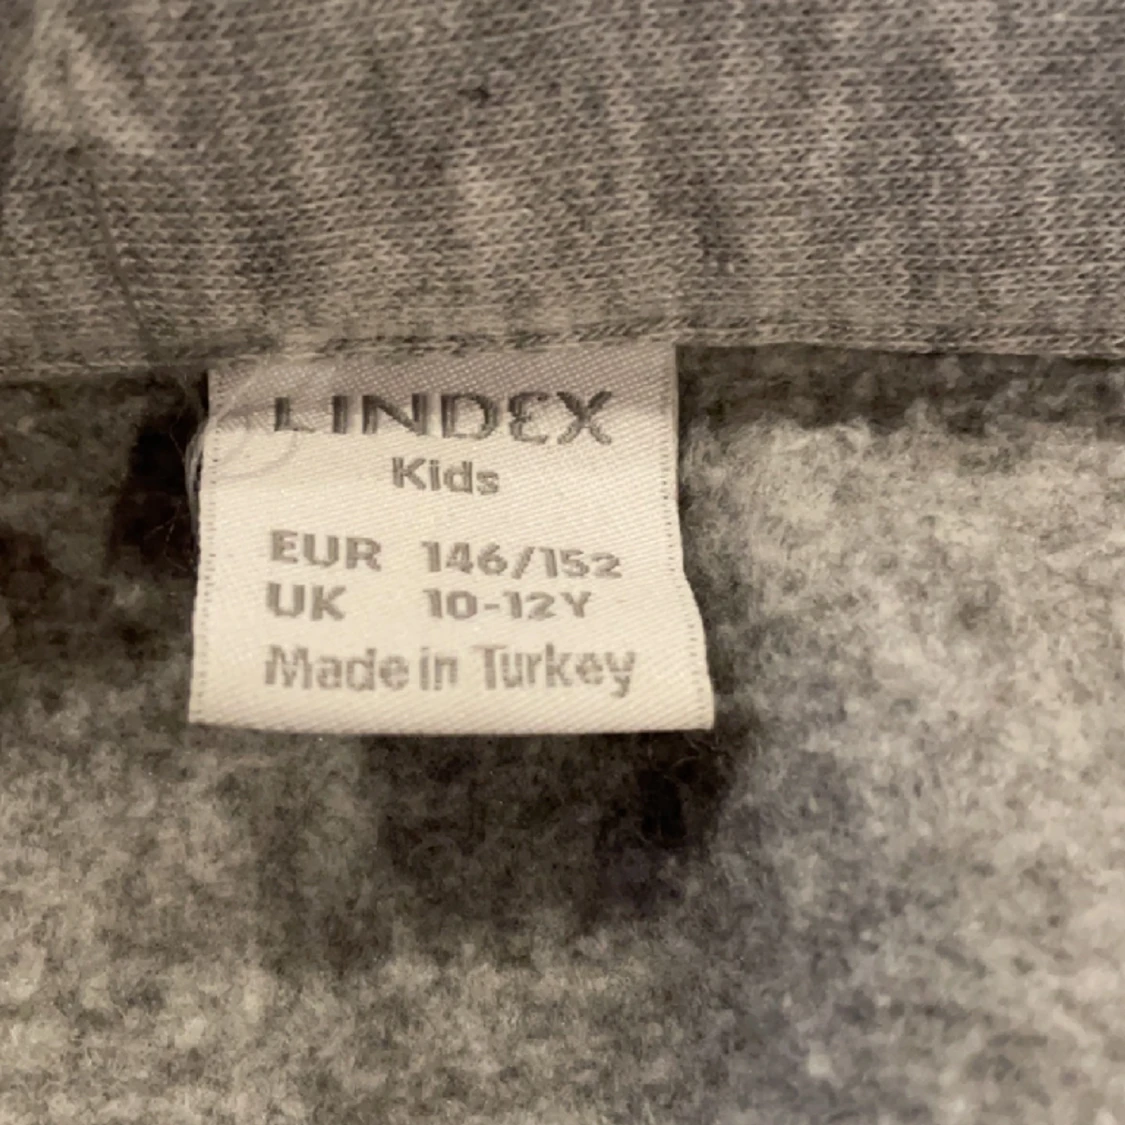 LINDEX
Kids
EUR 146/152
UK 10-12Y
Made in Turkey